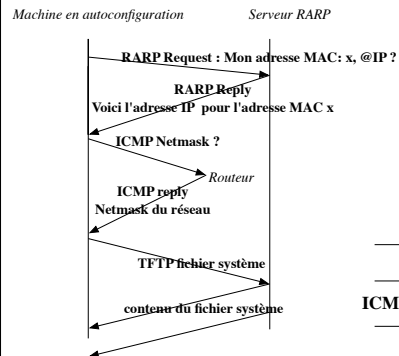 Machine en autoconfiguration
Serveur RARP
RARP Request : Mon adresse MAC: x, @IP ?
RARP Reply
Voici l'adresse IP pour l'adresse MAC x
ICMP Netmask ?
Routeur
ICMP reply
Netmask du réseau
TFTP fichier système
contenu du fichier système
ICM